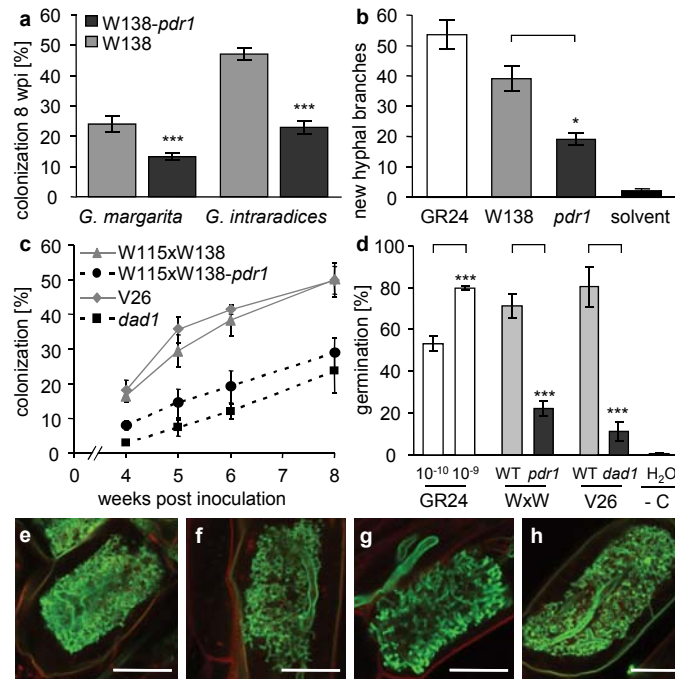 a
W138-pdr1
W138
colonization 8 wpi [%]
60
50
40
30
20
10
0
***
***
G. margarita
G. intraradices
b
new hyphal branches
60
50
40
30
20
10
0
*
GR24
W138
pdr1
solvent
c
W115xW138
W115xW138-pdr1
V26
dad1
colonization [%]
60
50
40
30
20
10
0
0
4
5
6
7
8
weeks post inoculation
d
germination [%]
100
80
60
40
20
0
***
***
***
10-10 10-9
WT pdr1
WT dad1
H2O
GR24
WxW
V26
- C
e
f
g
h